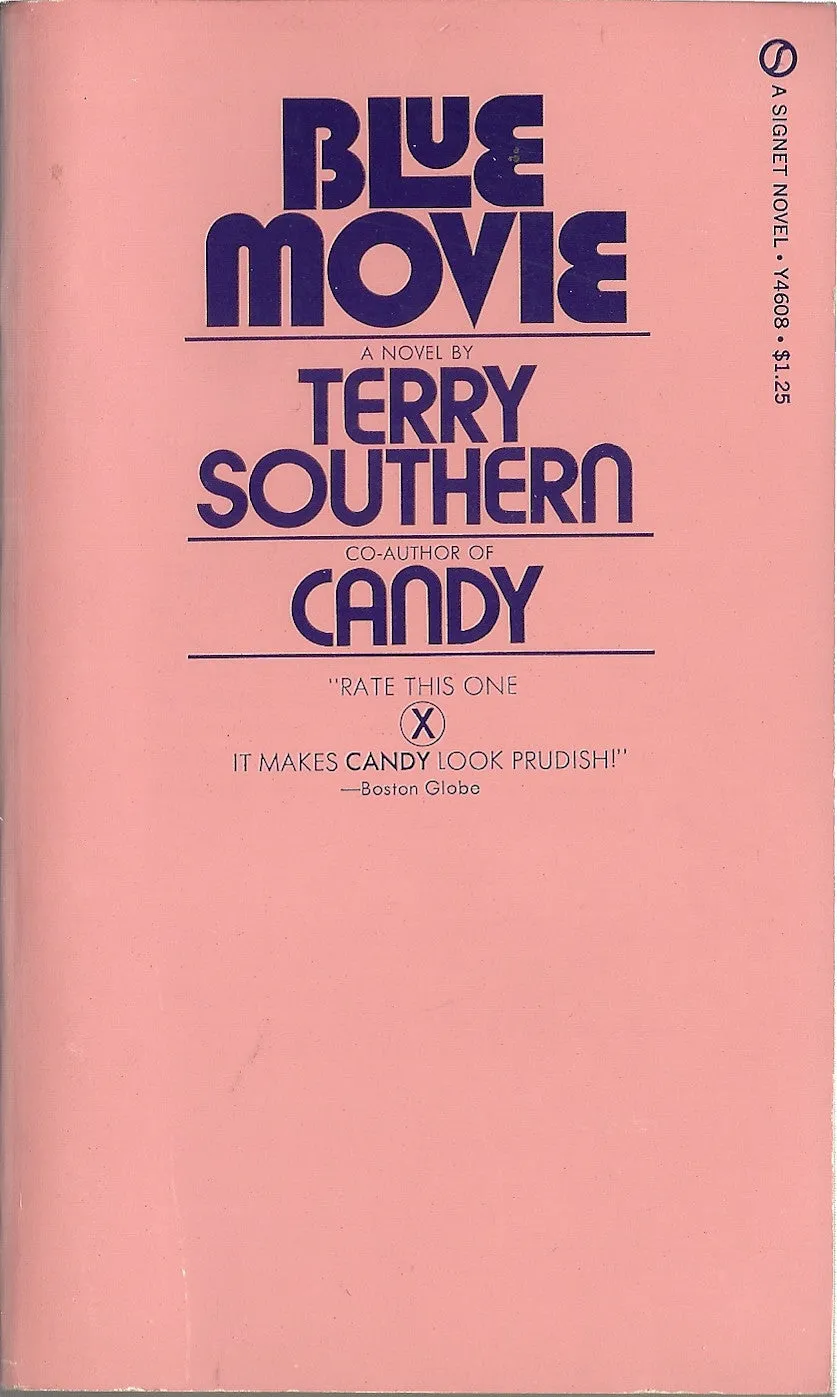 BLUE
MOVIE
A NOVEL BY
TERRY
SOUTHERN
CO-AUTHOR OF
CANDY
"RATE THIS ONE
X
IT MAKES CANDY LOOK PRUDISH!"
—Boston Globe
A SIGNET NOVEL • Y4608 • $1.25